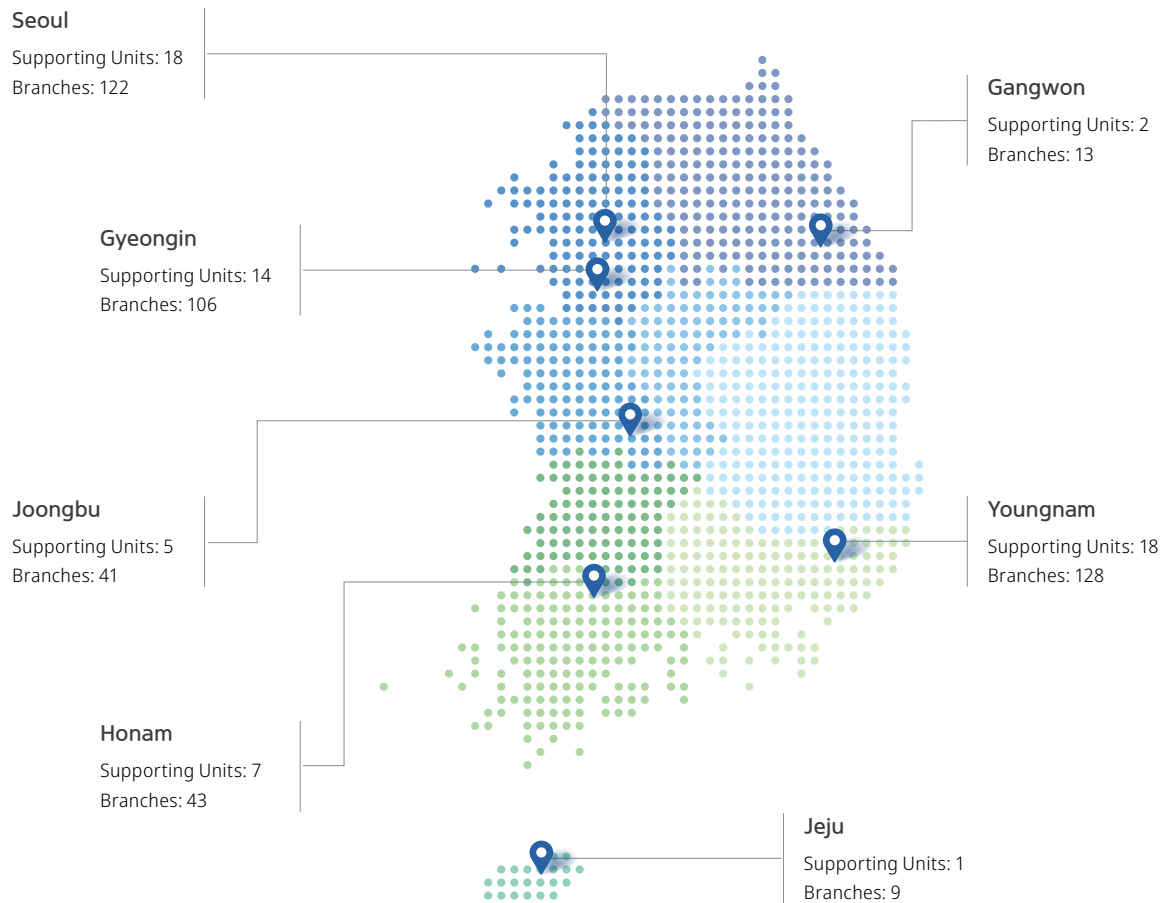 Seoul
Supporting Units: 18
Branches: 122
Gangwon
Supporting Units: 2
Branches: 13
Gyeongin
Supporting Units: 14
Branches: 106
Joongbu
Supporting Units: 5
Branches: 41
Youngnam
Supporting Units: 18
Branches: 128
Honam
Supporting Units: 7
Branches: 43
Jeju
Supporting Units: 1
Branches: 9